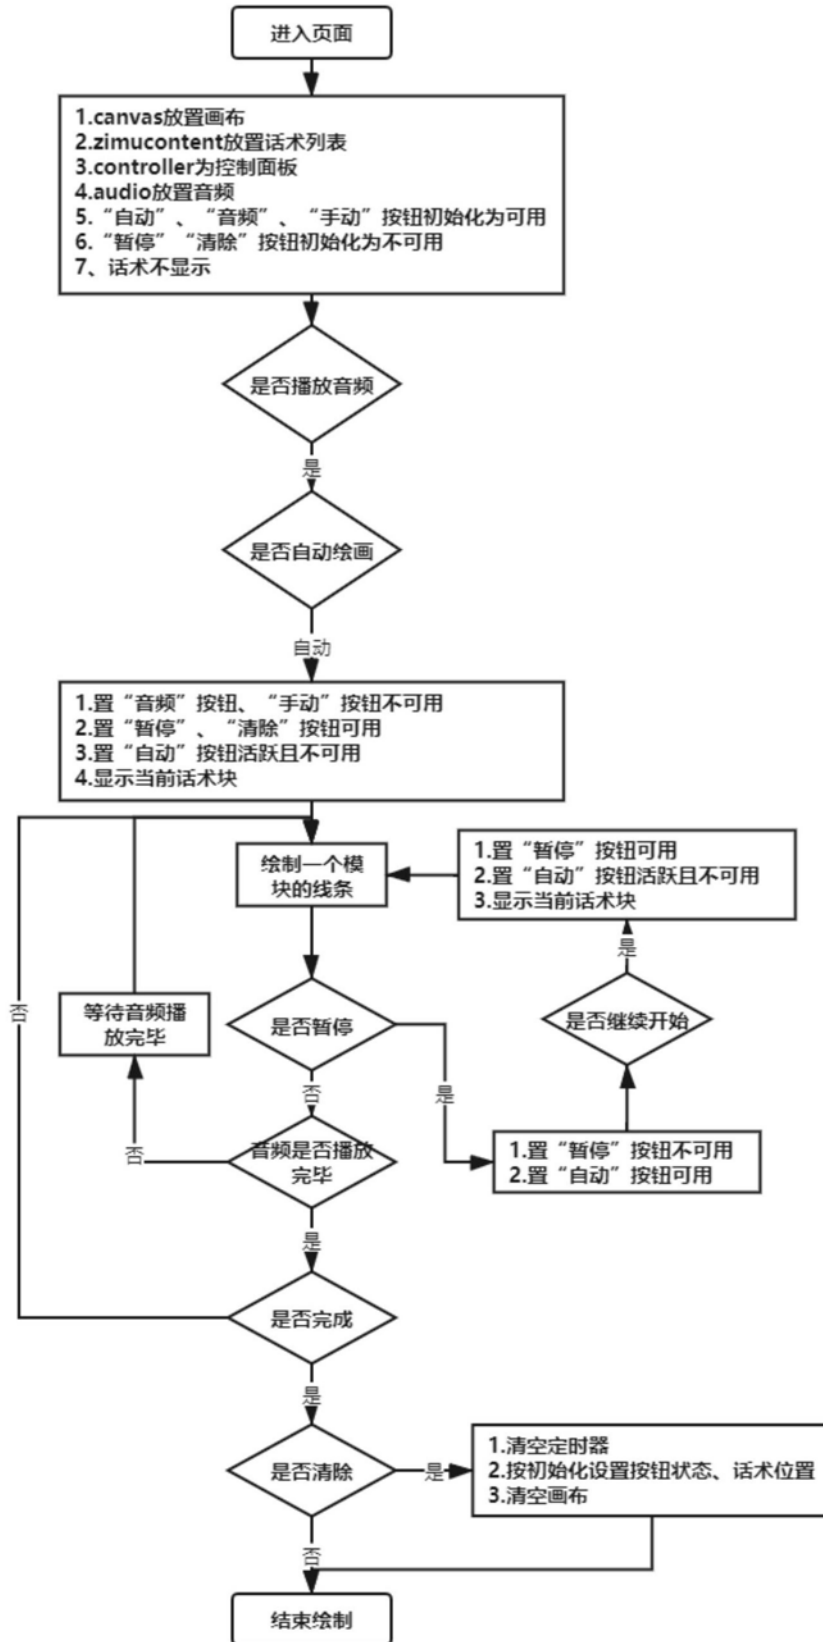 进入页面
1.canvas放置画布
2.zimucontent放置话术列表
3.controller为控制面板
4.audio放置音频
5.“自动”、“音频”、“手动”按钮初始化为可用
6.“暂停”“清除”按钮初始化为不可用
7、话术不显示
是否播放音频
是
是否自动绘画
自动
1.置“音频”按钮、“手动”按钮不可用
2.置“暂停”、“清除”按钮可用
3.置“自动”按钮活跃且不可用
4.显示当前话术块
绘制一个模
块的线条
1.置“暂停”按钮可用
2.置“自动”按钮活跃且不可用
3.显示当前话术块
是
否
等待音频播
放完毕
是否暂停
是否继续开始
否
是
否
音频是否播放
完毕
1.置“暂停”按钮不可用
2.置“自动”按钮可用
是
是否完成
是
是否清除
是
1.清空定时器
2.按初始化设置按钮状态、话术位置
3.清空画布
否
结束绘制